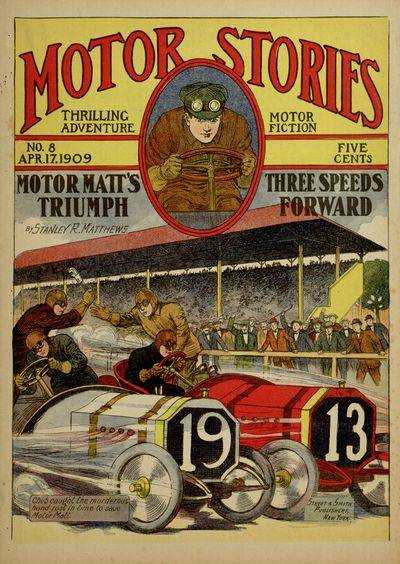 MOTOR STORIES
THRILLING
ADVENTURE
MOTOR
FICTION
NO. 8
APR. 17, 1909
FIVE
CENTS
MOTOR MATT'S
TRIUMPH
THREE SPEEDS
FORWARD
BY STANLEY R. MATTHEWS
19
13
Chub caught the murderous
hand just in time to save
Motor Matt.
STREET & SMITH
PUBLISHERS,
NEW YORK.